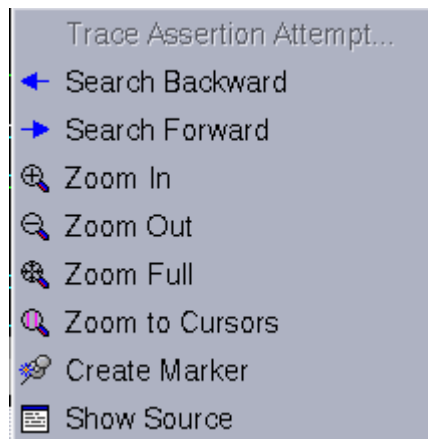 Trace Assertion Attempt...
Search Backward
Search Forward
Zoom In
Zoom Out
Zoom Full
Zoom to Cursors
Create Marker
Show Source